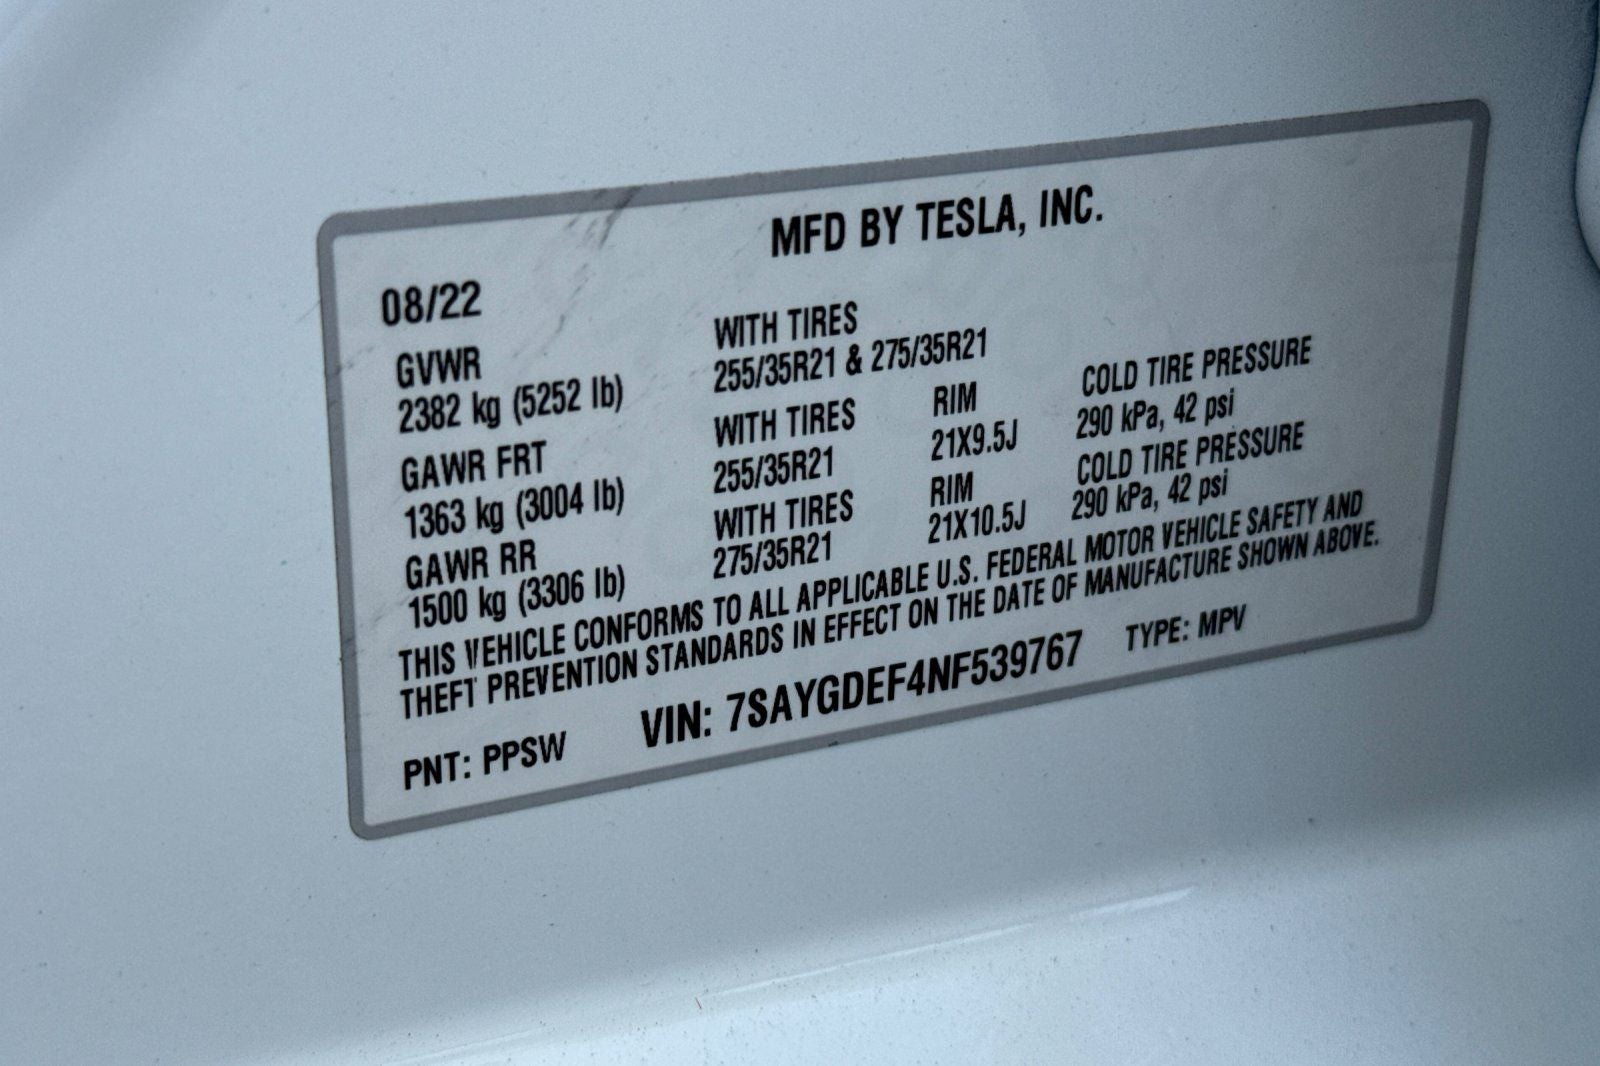 MFD BY TESLA, INC.
08/22
GVWR
2382 kg (5252 lb)
WITH TIRES
255/35R21 & 275/35R21
GAWR FRT
1363 kg (3004 lb)
WITH TIRES
255/35R21
RIM
21X9.5J
COLD TIRE PRESSURE
290 kPa, 42 psi
GAWR RR
1500 kg (3306 lb)
WITH TIRES
275/35R21
RIM
21X10.5J
COLD TIRE PRESSURE
290 kPa, 42 psi
THIS VEHICLE CONFORMS TO ALL APPLICABLE U.S. FEDERAL MOTOR VEHICLE SAFETY AND
THEFT PREVENTION STANDARDS IN EFFECT ON THE DATE OF MANUFACTURE SHOWN ABOVE.
PNT: PPSW
VIN: 7SAYGDEF4NF539767
TYPE: MPV